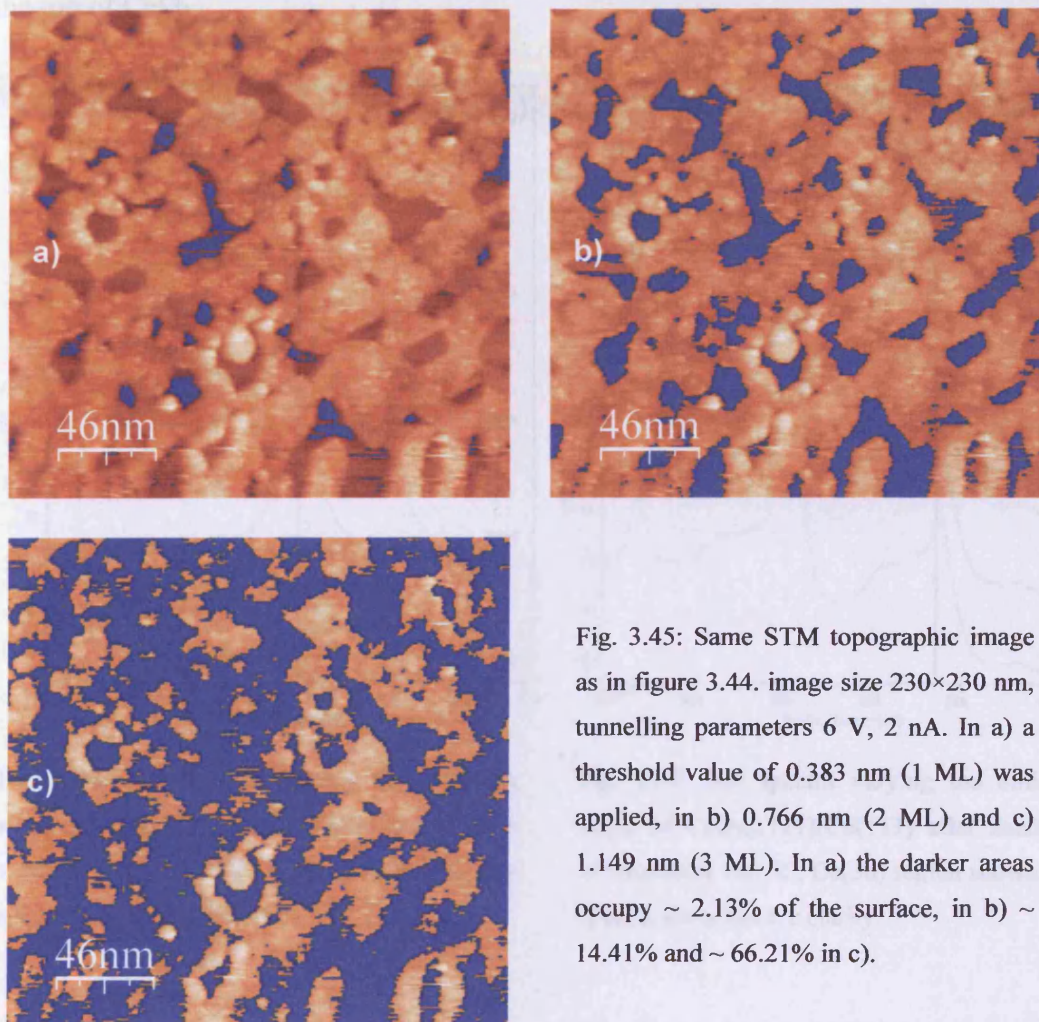 a)
46nm
b)
46nm
c)
46nm
Fig. 3.45: Same STM topographic image
as in figure 3.44. image size 230×230 nm,
tunnelling parameters 6 V, 2 nA. In a) a
threshold value of 0.383 nm (1 ML) was
applied, in b) 0.766 nm (2 ML) and c)
1.149 nm (3 ML). In a) the darker areas
occupy ~ 2.13% of the surface, in b) ~
14.41% and ~ 66.21% in c).